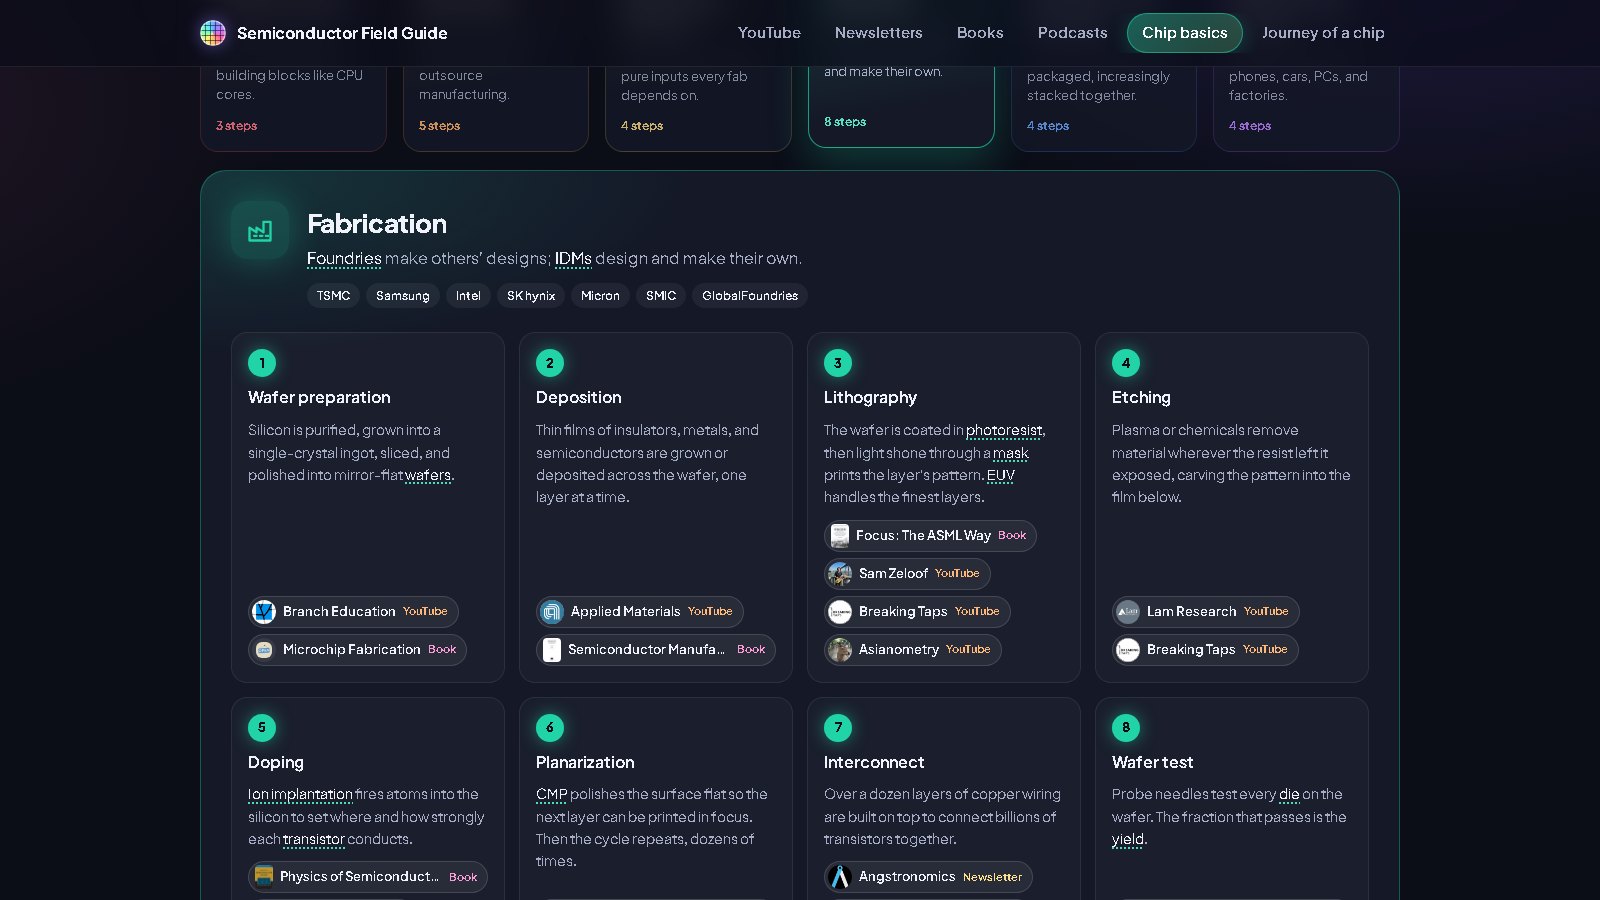 Semiconductor Field Guide
YouTube
Newsletters
Books
Podcasts
Chip basics
Journey of a chip
building blocks like CPU
cores.
3 steps
outsource
manufacturing.
5 steps
pure inputs every fab
depends on.
4 steps
and make their own.
8 steps
packaged, increasingly
stacked together.
4 steps
phones, cars, PCs, and
factories.
4 steps
Fabrication
Foundries make others' designs; IDMs design and make their own.
TSMC
Samsung
Intel
SK hynix
Micron
SMIC
GlobalFoundries
1
Wafer preparation
Silicon is purified, grown into a
single-crystal ingot, sliced, and
polished into mirror-flat wafers.
Branch Education YouTube
Microchip Fabrication Book
2
Deposition
Thin films of insulators, metals, and
semiconductors are grown or
deposited across the wafer, one
layer at a time.
Applied Materials YouTube
Semiconductor Manufa... Book
3
Lithography
The wafer is coated in photoresist,
then light shone through a mask
prints the layer's pattern. EUV
handles the finest layers.
Focus: The ASML Way Book
Sam Zeloof YouTube
Breaking Taps YouTube
Asianometry YouTube
4
Etching
Plasma or chemicals remove
material wherever the resist left it
exposed, carving the pattern into the
film below.
Lam Research YouTube
Breaking Taps YouTube
5
Doping
Ion implantation fires atoms into the
silicon to set where and how strongly
each transistor conducts.
Physics of Semiconduct... Book
6
Planarization
CMP polishes the surface flat so the
next layer can be printed in focus.
Then the cycle repeats, dozens of
times.
7
Interconnect
Over a dozen layers of copper wiring
are built on top to connect billions of
transistors together.
Angstronomics Newsletter
8
Wafer test
Probe needles test every die on the
wafer. The fraction that passes is the
yield.